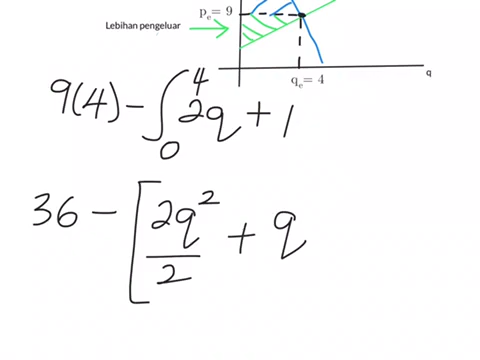 pₑ = 9
Lebihan pengeluar
qₑ = 4
q
9(4) - ∫₀⁴ 2q + 1
36 - [2q²/2 + q